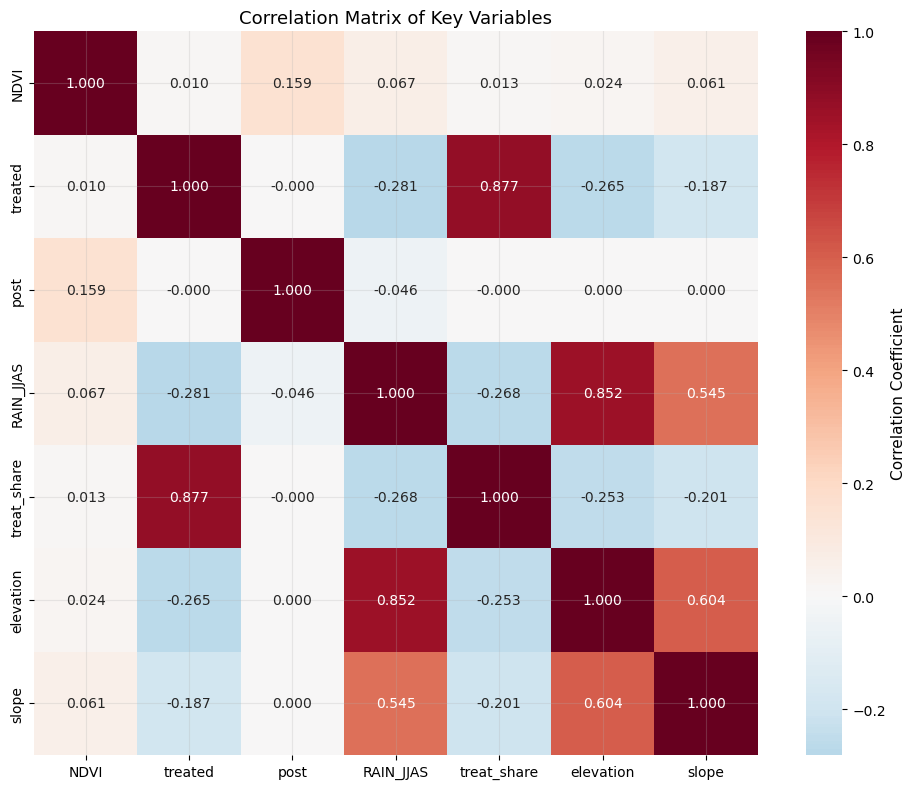 Correlation Matrix of Key Variables
NDVI 1.000 0.010 0.159 0.067 0.013 0.024 0.061
treated 0.010 1.000 -0.000 -0.281 0.877 -0.265 -0.187
post 0.159 -0.000 1.000 -0.046 -0.000 0.000 0.000
RAIN_JJAS 0.067 -0.281 -0.046 1.000 -0.268 0.852 0.545
treat_share 0.013 0.877 -0.000 -0.268 1.000 -0.253 -0.201
elevation 0.024 -0.265 0.000 0.852 -0.253 1.000 0.604
slope 0.061 -0.187 0.000 0.545 -0.201 0.604 1.000
NDVI treated post RAIN_JJAS treat_share elevation slope
1.0
0.8
0.6
0.4
0.2
0.0
−0.2
Correlation Coefficient